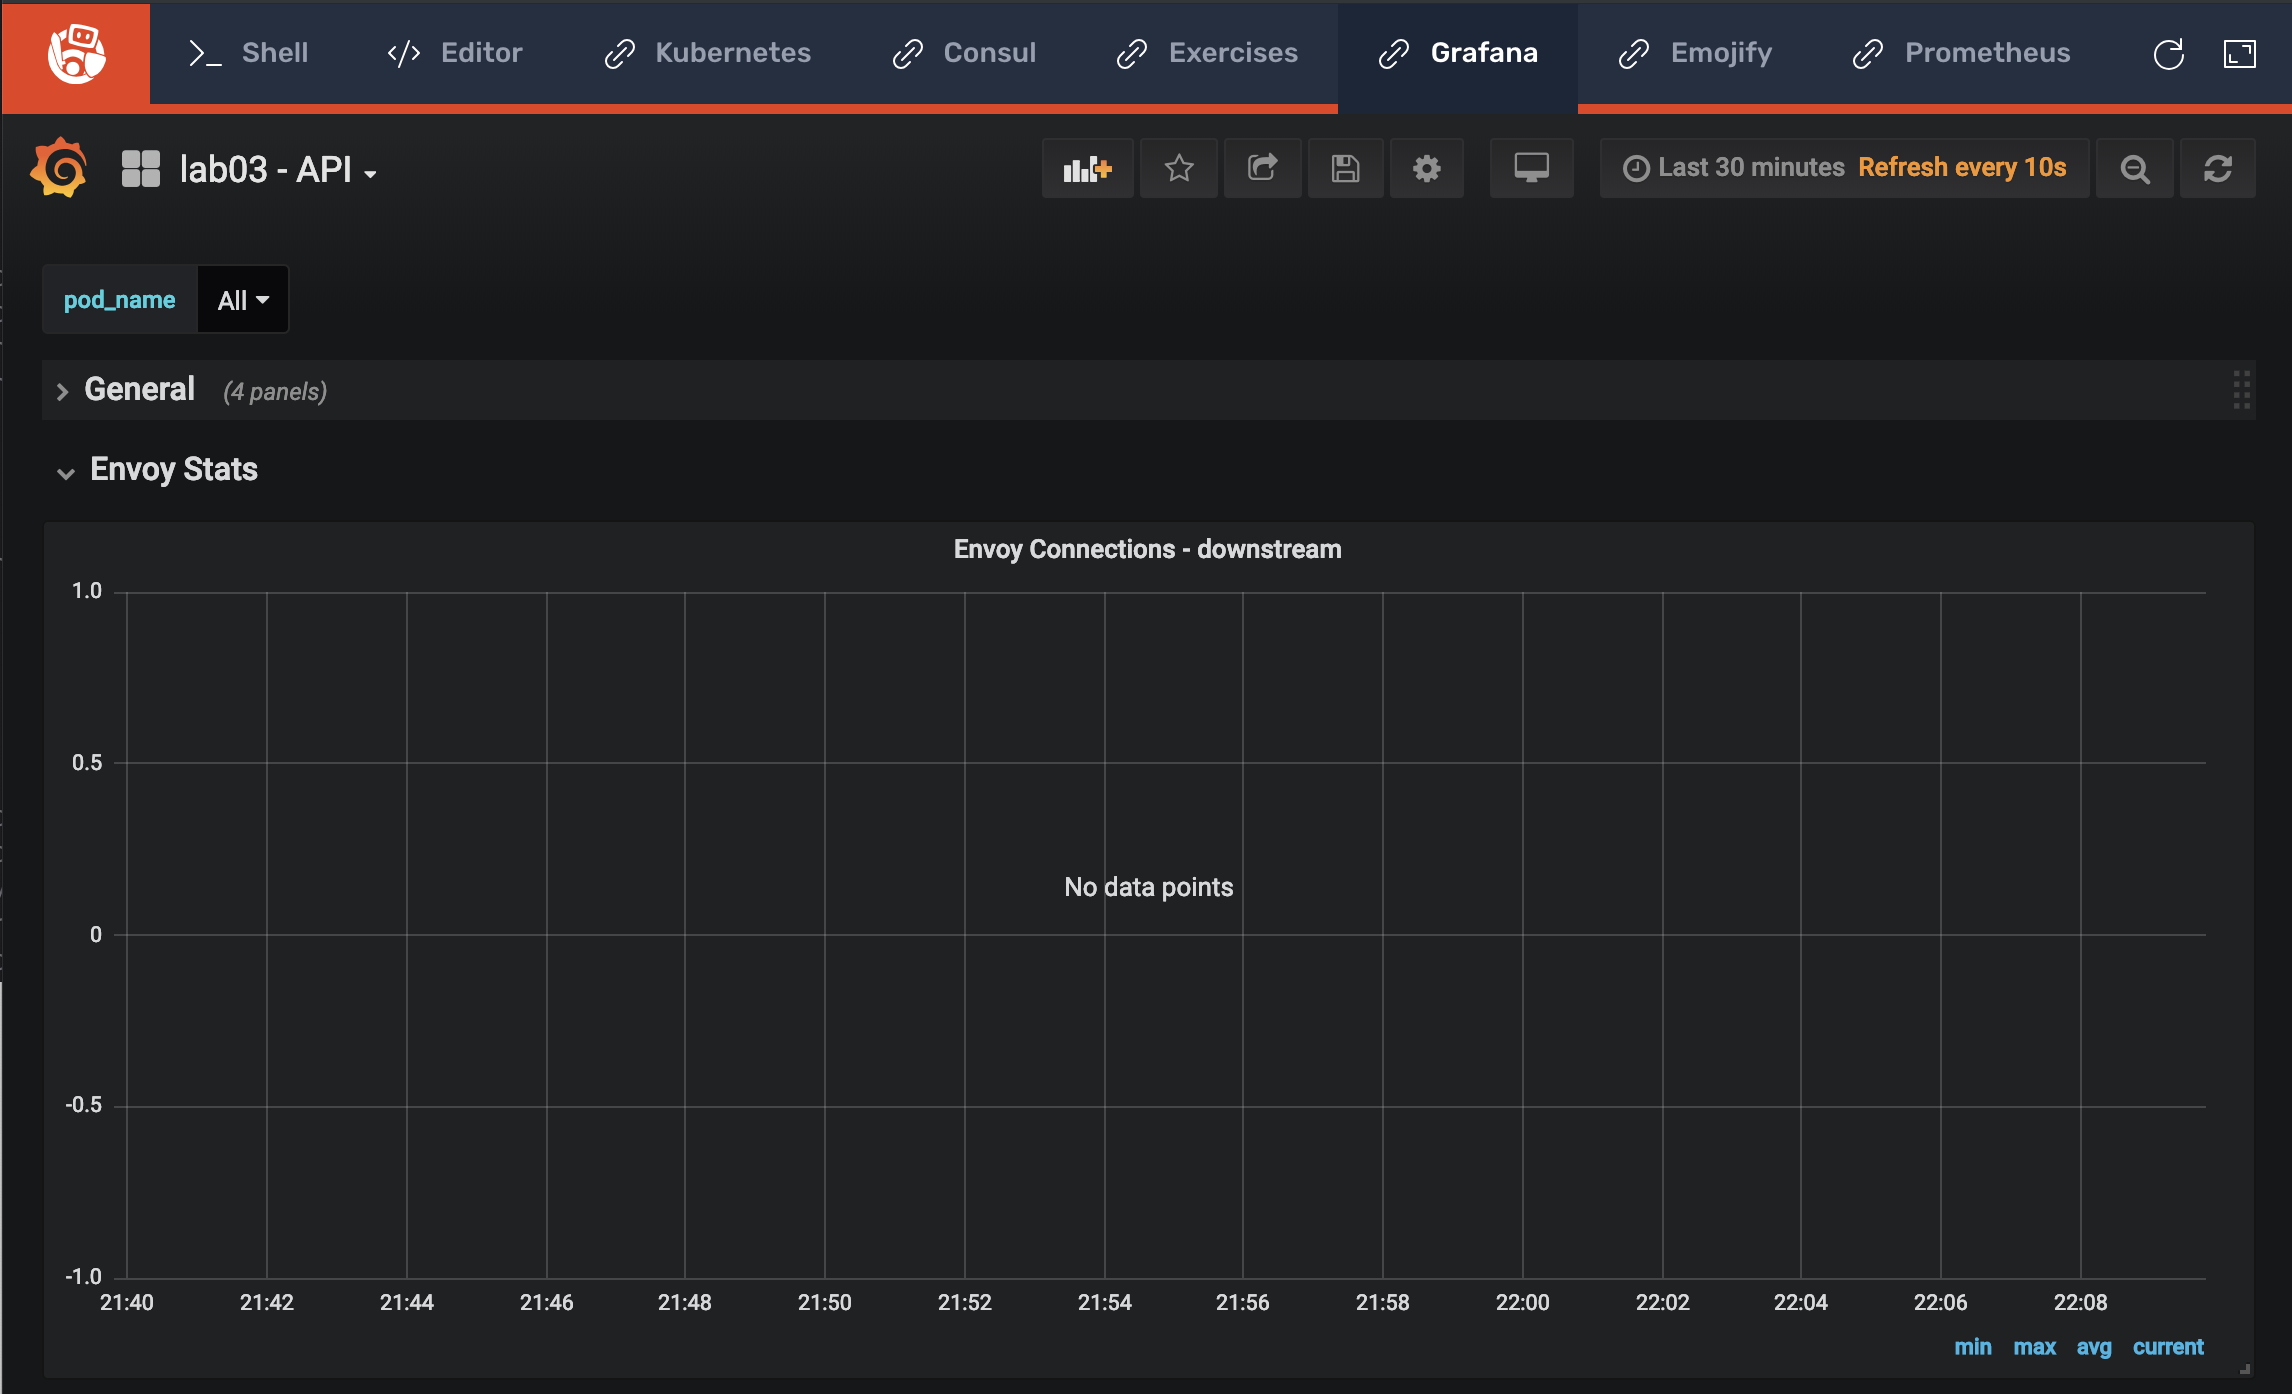 Shell Editor Kubernetes Consul Exercises Grafana Emojify Prometheus
lab03 - API Last 30 minutes Refresh every 10s
pod_name All
General (4 panels)
Envoy Stats
Envoy Connections - downstream
1.0
0.5
No data points
0
-0.5
-1.0
21:40 21:42 21:44 21:46 21:48 21:50 21:52 21:54 21:56 21:58 22:00 22:02 22:04 22:06 22:08
min max avg current